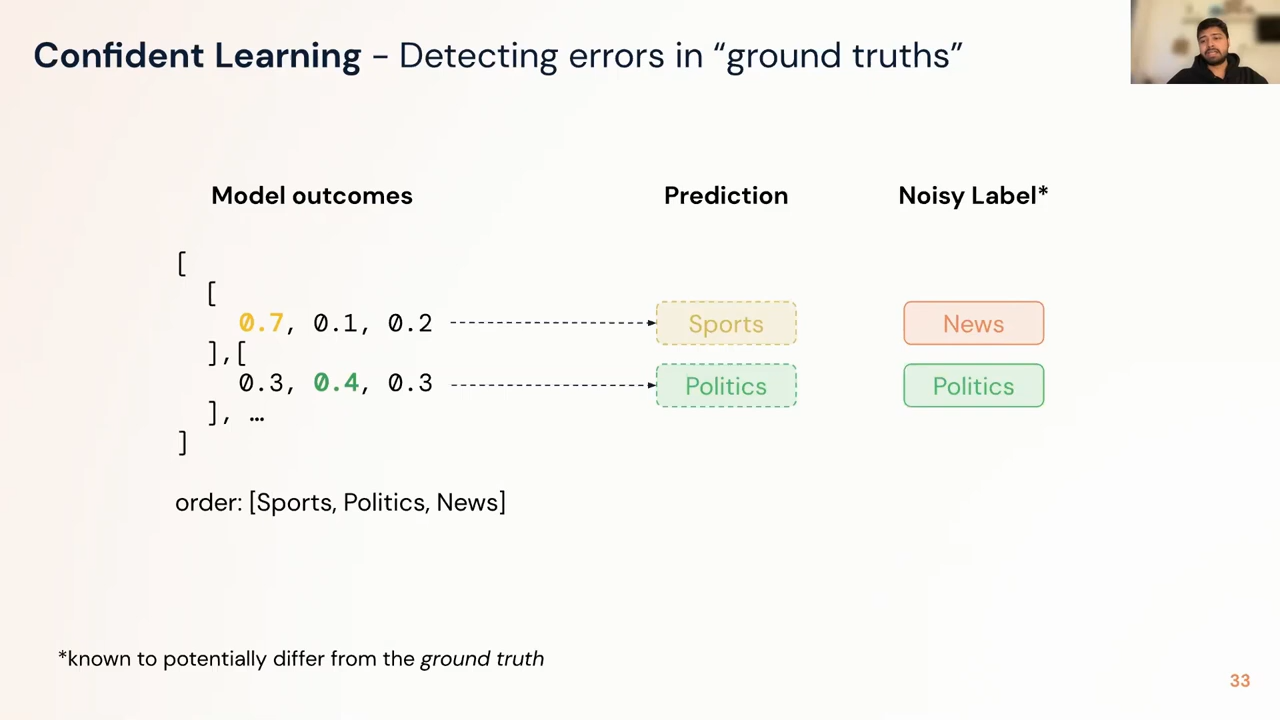 Confident Learning - Detecting errors in “ground truths”
Model outcomes
Prediction
Noisy Label*
[
[
0.7, 0.1, 0.2
Sports
News
],[
0.3, 0.4, 0.3
Politics
Politics
], …
]
order: [Sports, Politics, News]
*known to potentially differ from the ground truth
33